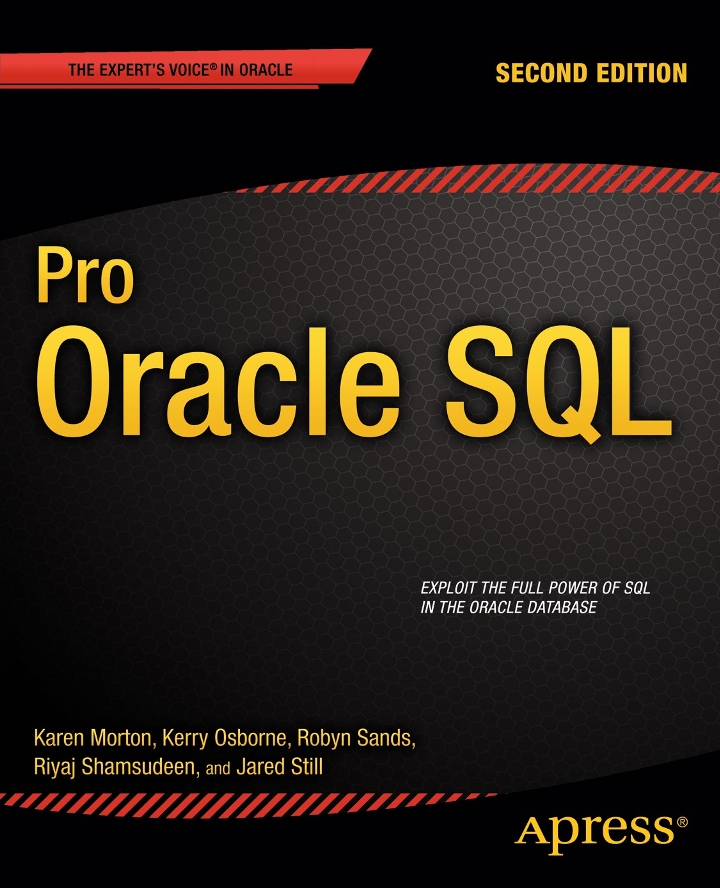 THE EXPERT'S VOICE® IN ORACLE
SECOND EDITION
Pro
Oracle SQL
EXPLOIT THE FULL POWER OF SQL
IN THE ORACLE DATABASE
Karen Morton, Kerry Osborne, Robyn Sands,
Riyaj Shamsudeen, and Jared Still
Apress®